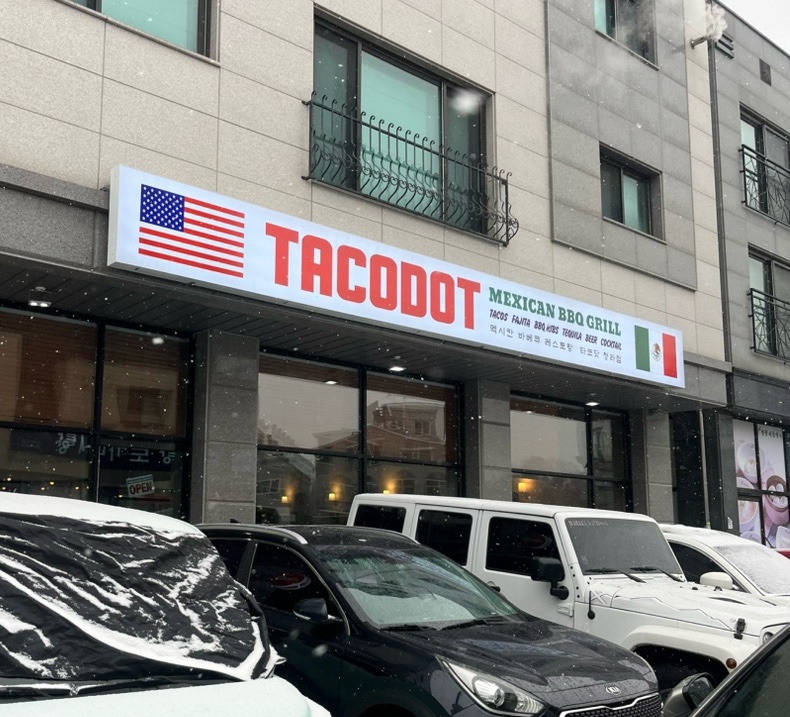 TACODOT
MEXICAN BBQ GRILL
TACOS FAJITA BBQ RIBS TEQUILA BEER COCKTAIL
멕시칸 바베큐 레스토랑 타코닷 청라점
OPEN
KIA